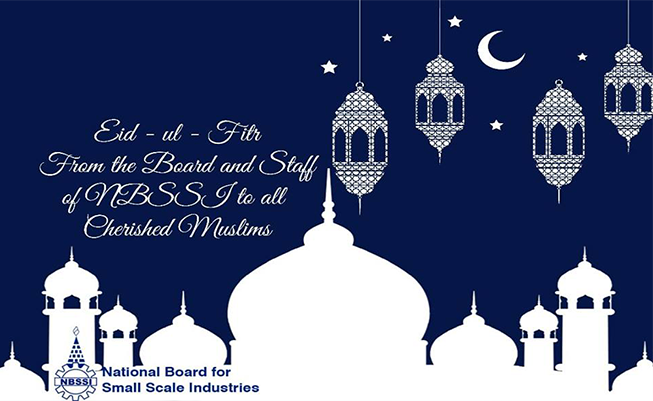 Eid - ul - Fitr
From the Board and Staff
of NBSSI to all
Cherished Muslims
NBSSI
National Board for
Small Scale Industries